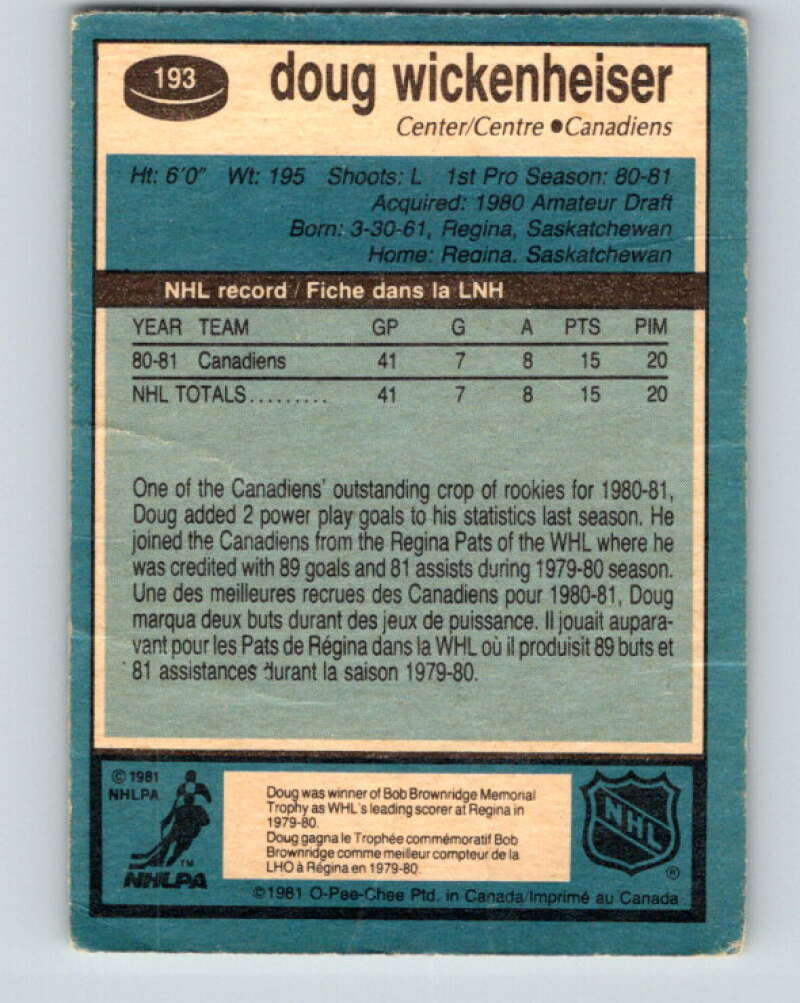 193
doug wickenheiser
Center/Centre ●Canadiens
Ht: 6'0" Wt: 195 Shoots: L 1st Pro Season: 80-81
Acquired: 1980 Amateur Draft
Born: 3-30-61, Regina, Saskatchewan
Home: Regina, Saskatchewan
NHL record / Fiche dans la LNH
YEAR TEAM GP G A PTS PIM
80-81 Canadiens 41 7 8 15 20
NHL TOTALS......... 41 7 8 15 20
One of the Canadiens' outstanding crop of rookies for 1980-81,
Doug added 2 power play goals to his statistics last season. He
joined the Canadiens from the Regina Pats of the WHL where he
was credited with 89 goals and 81 assists during 1979-80 season.
Une des meilleures recrues des Canadiens pour 1980-81, Doug
marqua deux buts durant des jeux de puissance. Il jouait aupara-
vant pour les Pats de Régina dans la WHL où il produisit 89 buts et
81 assistances durant la saison 1979-80.
© 1981
NHLPA
TM
NHLPA
Doug was winner of Bob Brownridge Memorial
Trophy as WHL's leading scorer at Regina in
1979-80.
Doug gagna le Trophée commémoratif Bob
Brownridge comme meilleur compteur de la
LHO à Régina en 1979-80.
NHL
®
©1981 O-Pee-Chee Ptd. in Canada/Imprimé au Canada